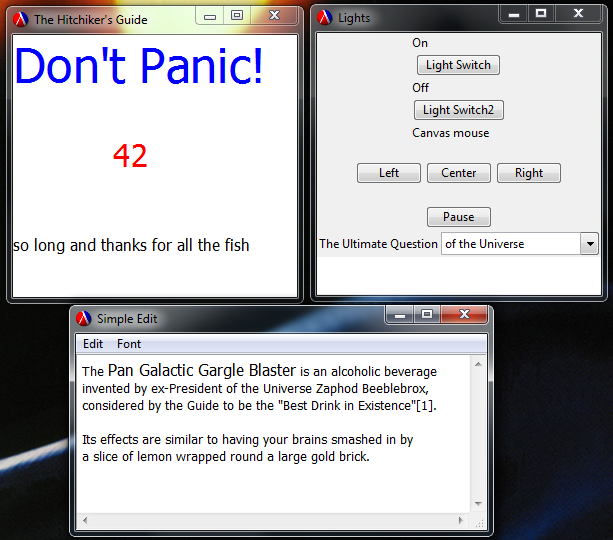 The Hitchiker's Guide
Don't Panic!
42
so long and thanks for all the fish
Lights
On
Light Switch
Off
Light Switch2
Canvas mouse
Left Center Right
Pause
The Ultimate Question of the Universe
Simple Edit
Edit Font
The Pan Galactic Gargle Blaster is an alcoholic beverage
invented by ex-President of the Universe Zaphod Beeblebrox,
considered by the Guide to be the "Best Drink in Existence"[1].
Its effects are similar to having your brains smashed in by
a slice of lemon wrapped round a large gold brick.